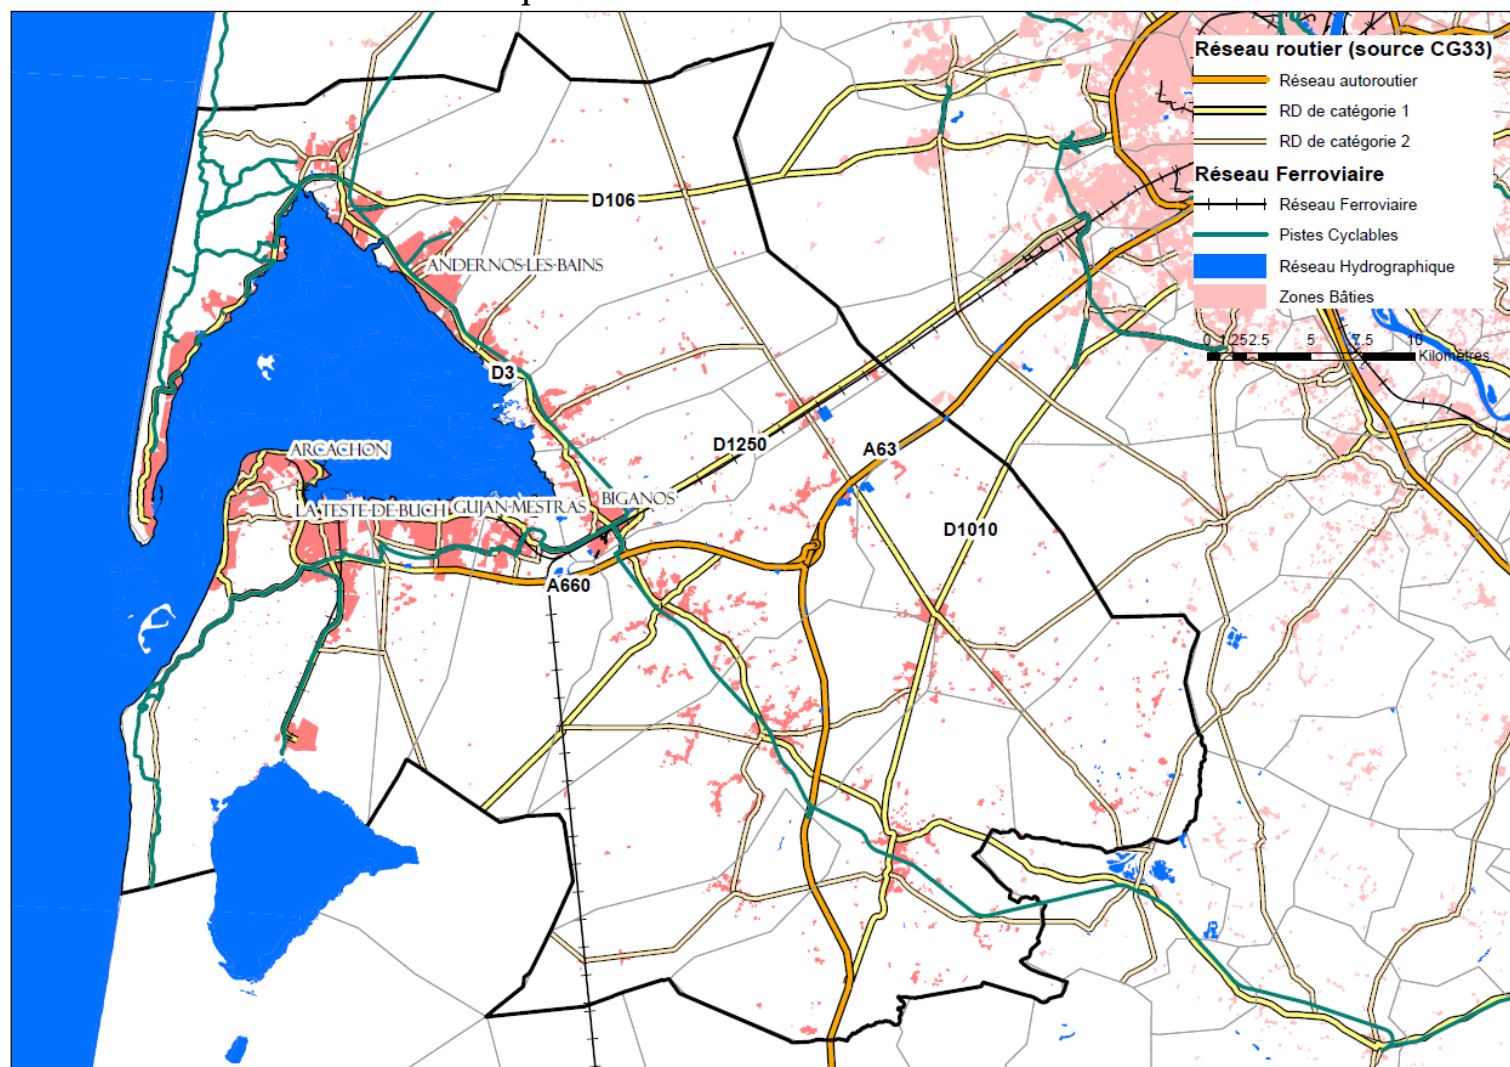 Réseau routier (source CG33)
Réseau autoroutier
RD de catégorie 1
RD de catégorie 2
Réseau Ferroviaire
Réseau Ferroviaire
Pistes Cyclables
Réseau Hydrographique
Zones Bâties
0 1.25 2.5 5 7.5 10
Kilomètres
D106
ANDERNOS-LES-BAINS
D3
D1250
A63
ARCACHON
LA TESTE-DE-BUCH
GUJAN-MESTRAS
BIGANOS
D1010
A660